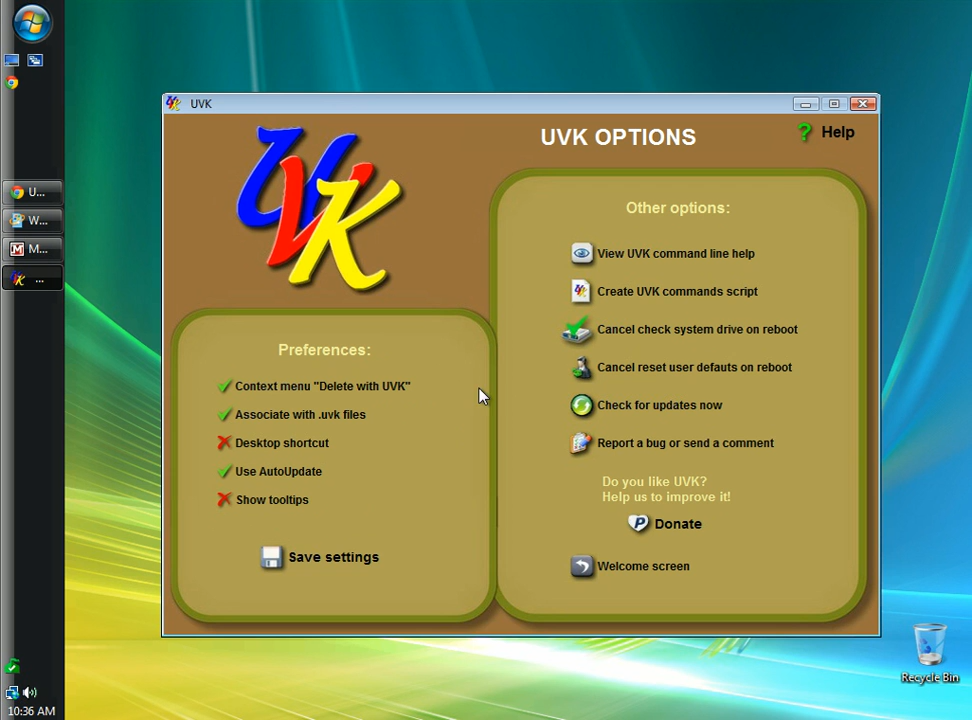 UVK
UVK
UVK OPTIONS
Help
Preferences:
Context menu "Delete with UVK"
Associate with .uvk files
Desktop shortcut
Use AutoUpdate
Show tooltips
Save settings
Other options:
View UVK command line help
Create UVK commands script
Cancel check system drive on reboot
Cancel reset user defauts on reboot
Check for updates now
Report a bug or send a comment
Do you like UVK?
Help us to improve it!
Donate
Welcome screen
U...
W...
M...
...
10:36 AM
Recycle Bin